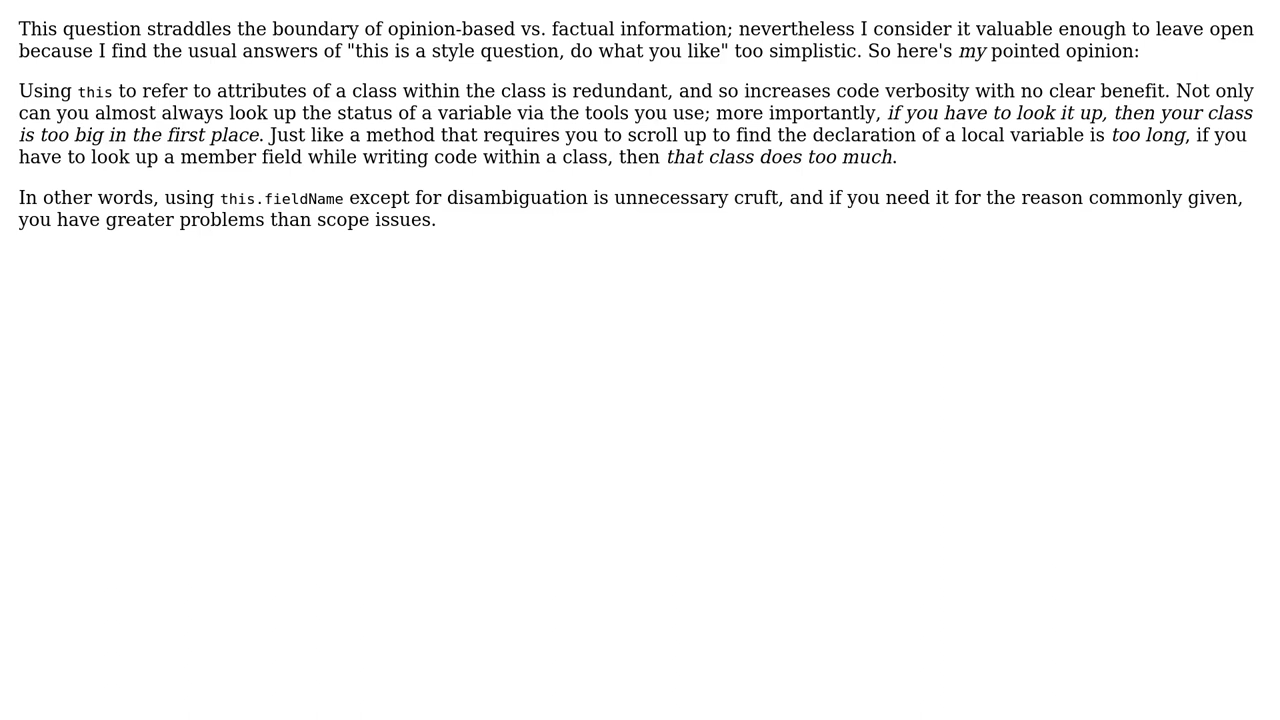 This question straddles the boundary of opinion-based vs. factual information; nevertheless I consider it valuable enough to leave open
because I find the usual answers of "this is a style question, do what you like" too simplistic. So here's my pointed opinion:
Using this to refer to attributes of a class within the class is redundant, and so increases code verbosity with no clear benefit. Not only
can you almost always look up the status of a variable via the tools you use; more importantly, if you have to look it up, then your class
is too big in the first place. Just like a method that requires you to scroll up to find the declaration of a local variable is too long, if you
have to look up a member field while writing code within a class, then that class does too much.
In other words, using this.fieldName except for disambiguation is unnecessary cruft, and if you need it for the reason commonly given,
you have greater problems than scope issues.